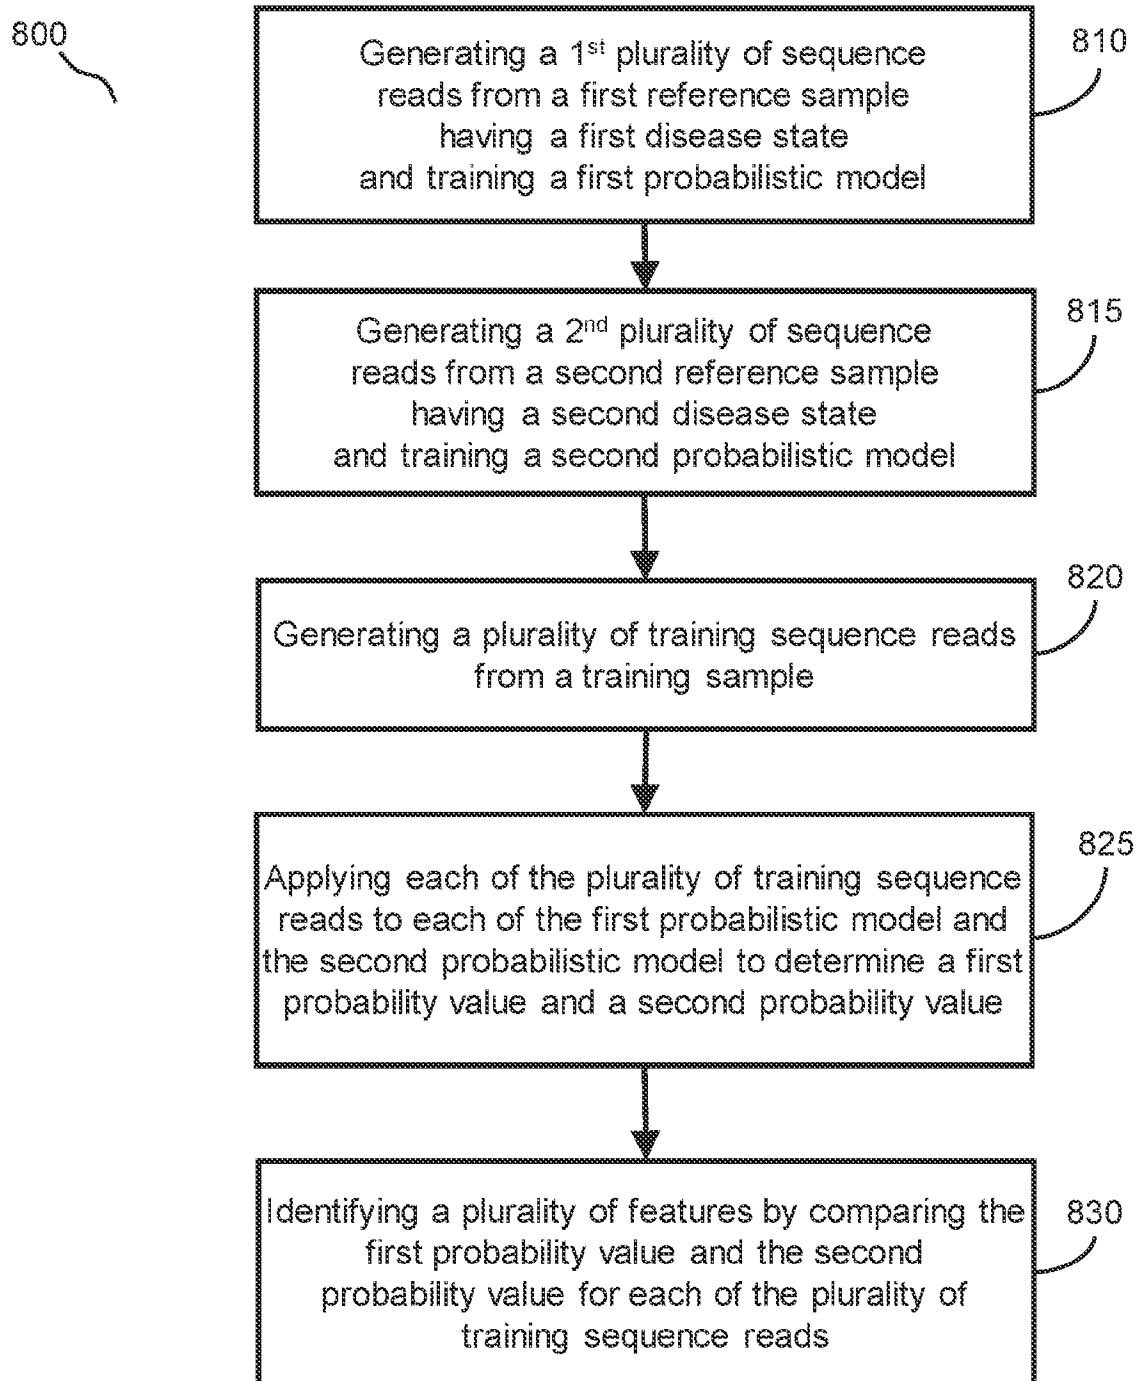 800
810
Generating a 1st plurality of sequence
reads from a first reference sample
having a first disease state
and training a first probabilistic model
815
Generating a 2nd plurality of sequence
reads from a second reference sample
having a second disease state
and training a second probabilistic model
820
Generating a plurality of training sequence reads
from a training sample
825
Applying each of the plurality of training sequence
reads to each of the first probabilistic model and
the second probabilistic model to determine a first
probability value and a second probability value
830
Identifying a plurality of features by comparing the
first probability value and the second
probability value for each of the plurality of
training sequence reads